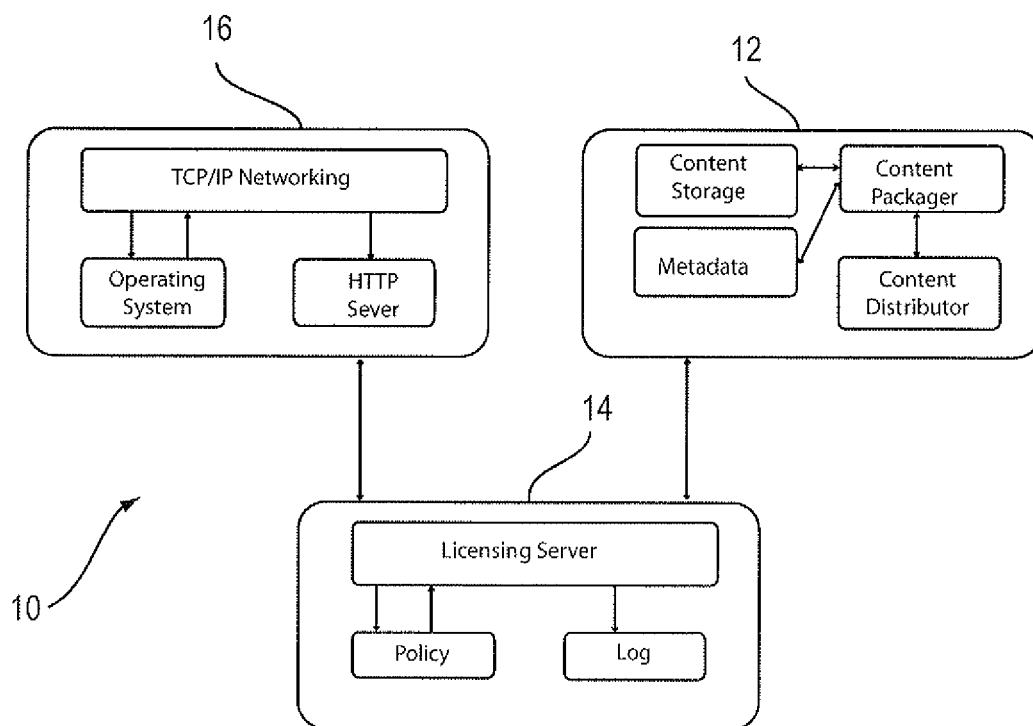 16
TCP/IP Networking
Operating
System
HTTP
Sever
12
Content
Storage
Content
Packager
Metadata
Content
Distributor
14
Licensing Server
Policy
Log
10